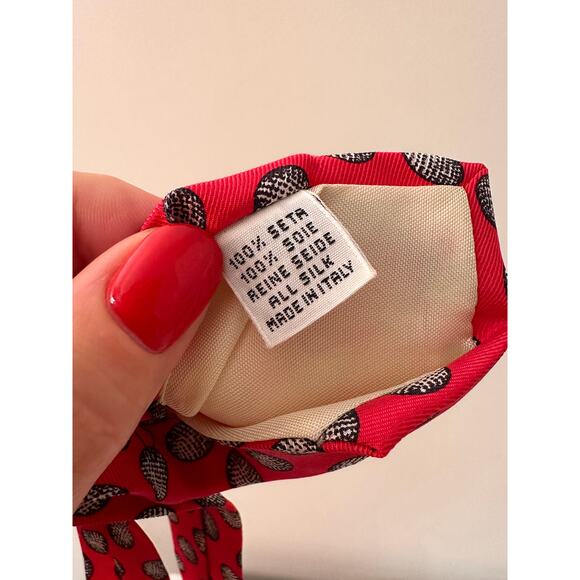 100% SETA
100% SOIE
REINE SEIDE
ALL SILK
MADE IN ITALY